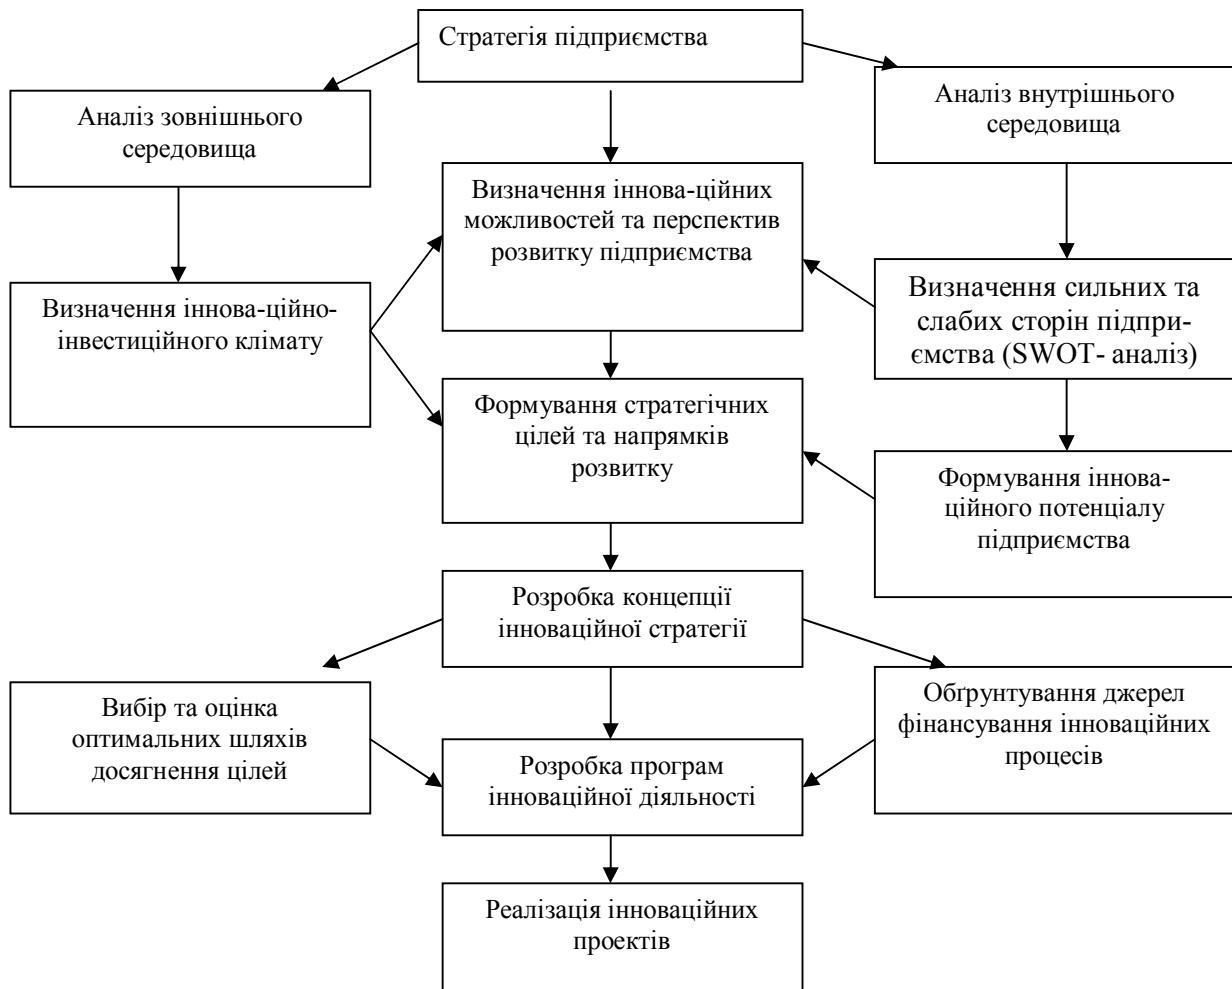 Стратегія підприємства
Аналіз зовнішнього
середовища
Аналіз внутрішнього
середовища
Визначення іннова-ційних
можливостей та перспектив
розвитку підприємства
Визначення іннова-ційно-
інвестиційного клімату
Визначення сильних та
слабих сторін підпри-
ємства (SWOT- аналіз)
Формування стратегічних
цілей та напрямків
розвитку
Формування іннова-
ційного потенціалу
підприємства
Розробка концепції
інноваційної стратегії
Вибір та оцінка
оптимальних шляхів
досягнення цілей
Обґрунтування джерел
фінансування інноваційних
процесів
Розробка програм
інноваційної діяльності
Реалізація інноваційних
проектів